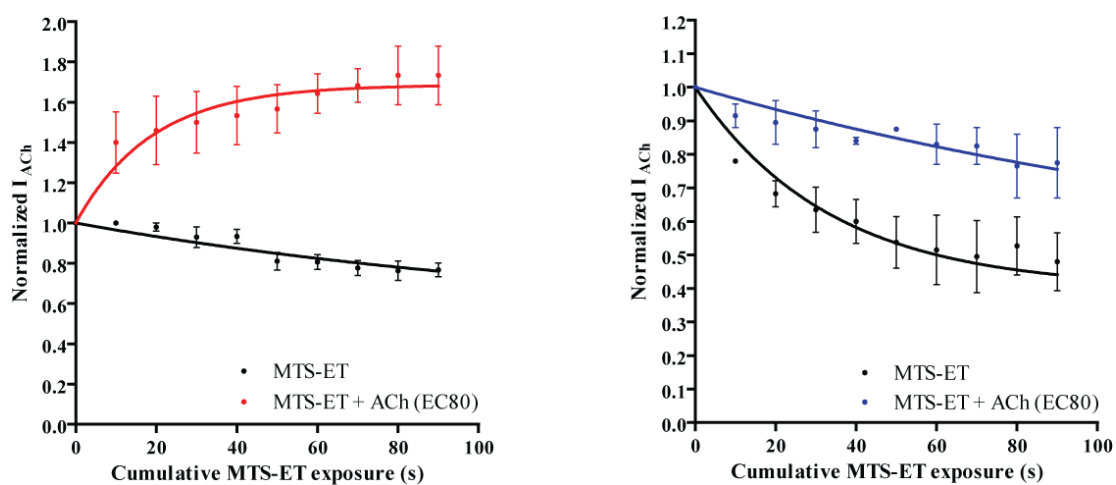 2.0
1.8
1.6
1.4
1.2
1.0
0.8
0.6
0.4
0.2
0.0
Normalized I ACh
MTS-ET
MTS-ET + ACh (EC80)
0 20 40 60 80 100
Cumulative MTS-ET exposure (s)
1.2
1.1
1.0
0.9
0.8
0.7
0.6
0.5
0.4
0.3
0.2
0.1
0.0
Normalized I ACh
MTS-ET
MTS-ET + ACh (EC80)
0 20 40 60 80 100
Cumulative MTS-ET exposure (s)